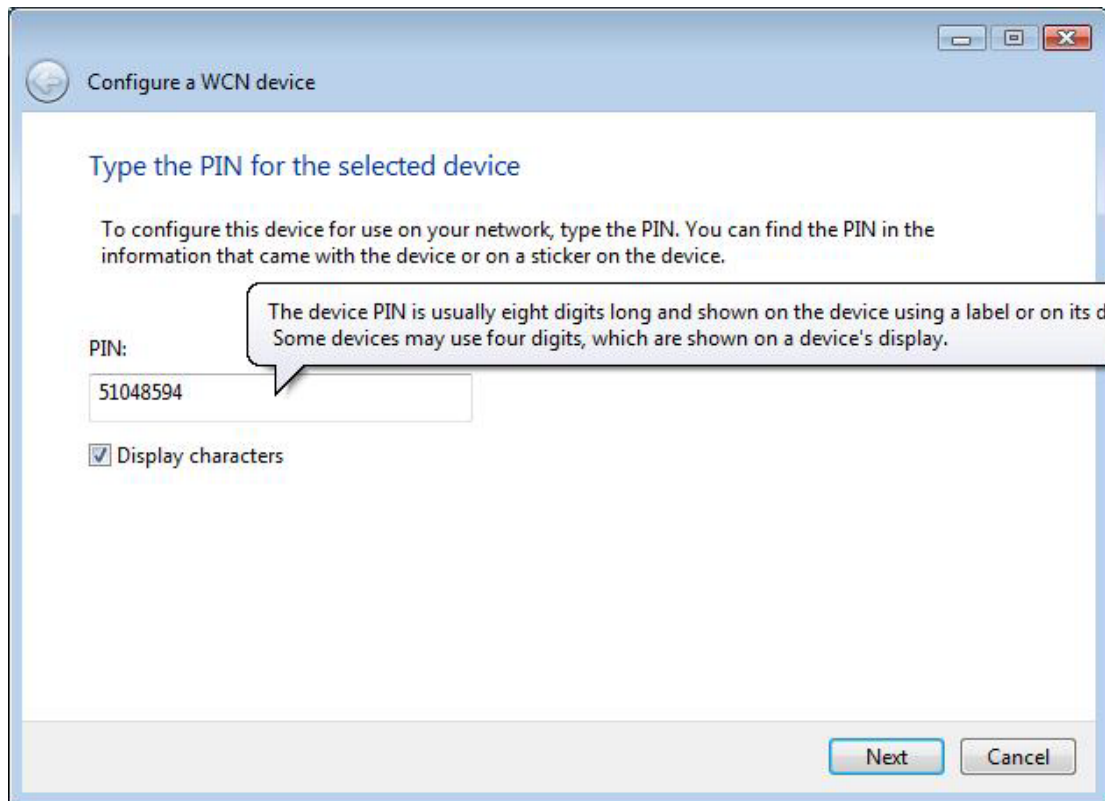 Configure a WCN device
Type the PIN for the selected device
To configure this device for use on your network, type the PIN. You can find the PIN in the
information that came with the device or on a sticker on the device.
The device PIN is usually eight digits long and shown on the device using a label or on its
Some devices may use four digits, which are shown on a device's display.
PIN:
51048594
Display characters
Next
Cancel